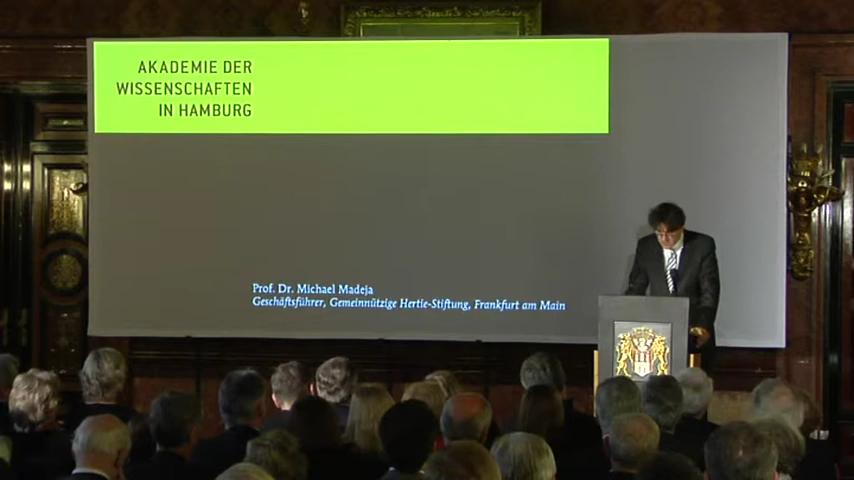 AKADEMIE DER
WISSENSCHAFTEN
IN HAMBURG
Prof. Dr. Michael Madeja
Geschäftsführer, Gemeinnützige Hertie-Stiftung, Frankfurt am Main